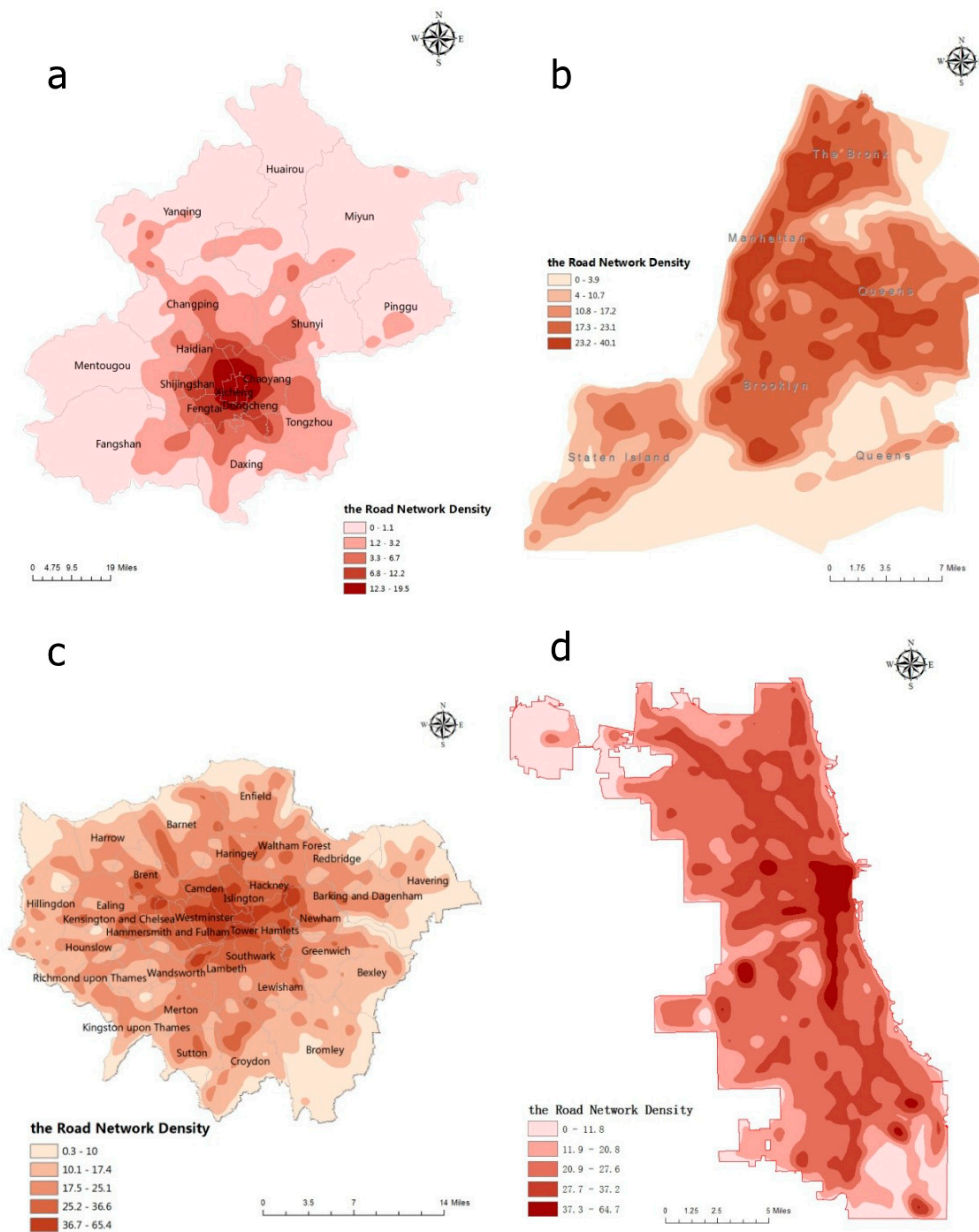 a
N
W E
S
Huairou
Yanqing
Miyun
Changping
Pinggu
Shunyi
Haidian
Mentougou
Chaoyang
Shijingshan
Xicheng
Fengtai
Dongcheng
Tongzhou
Fangshan
Daxing
the Road Network Density
0 - 1.1
1.2 - 3.2
3.3 - 6.7
6.8 - 12.2
12.3 - 19.5
0 4.75 9.5 19 Miles
b
N
W E
S
The Bronx
Manhattan
the Road Network Density
0 - 3.9
4 - 10.7
10.8 - 17.2
17.3 - 23.1
23.2 - 40.1
Queens
Brooklyn
Staten Island
Queens
0 1.75 3.5 7 Miles
c
N
W E
S
Enfield
Barnet
Harrow
Waltham Forest
Haringey
Redbridge
Brent
Havering
Camden
Hackney
Islington
Barking and Dagenham
Hillingdon
Ealing
Kensington and Chelsea
Westminster
Newham
Hammersmith and Fulham
Tower Hamlets
Hounslow
Greenwich
Southwark
Richmond upon Thames
Wandsworth
Lambeth
Bexley
Lewisham
Merton
Kingston upon Thames
Sutton
Croydon
Bromley
the Road Network Density
0.3 - 10
10.1 - 17.4
17.5 - 25.1
25.2 - 36.6
36.7 - 65.4
0 3.5 7 14 Miles
d
N
W E
S
the Road Network Density
0 - 11.8
11.9 - 20.8
20.9 - 27.6
27.7 - 37.2
37.3 - 64.7
0 1.25 2.5 5 Miles